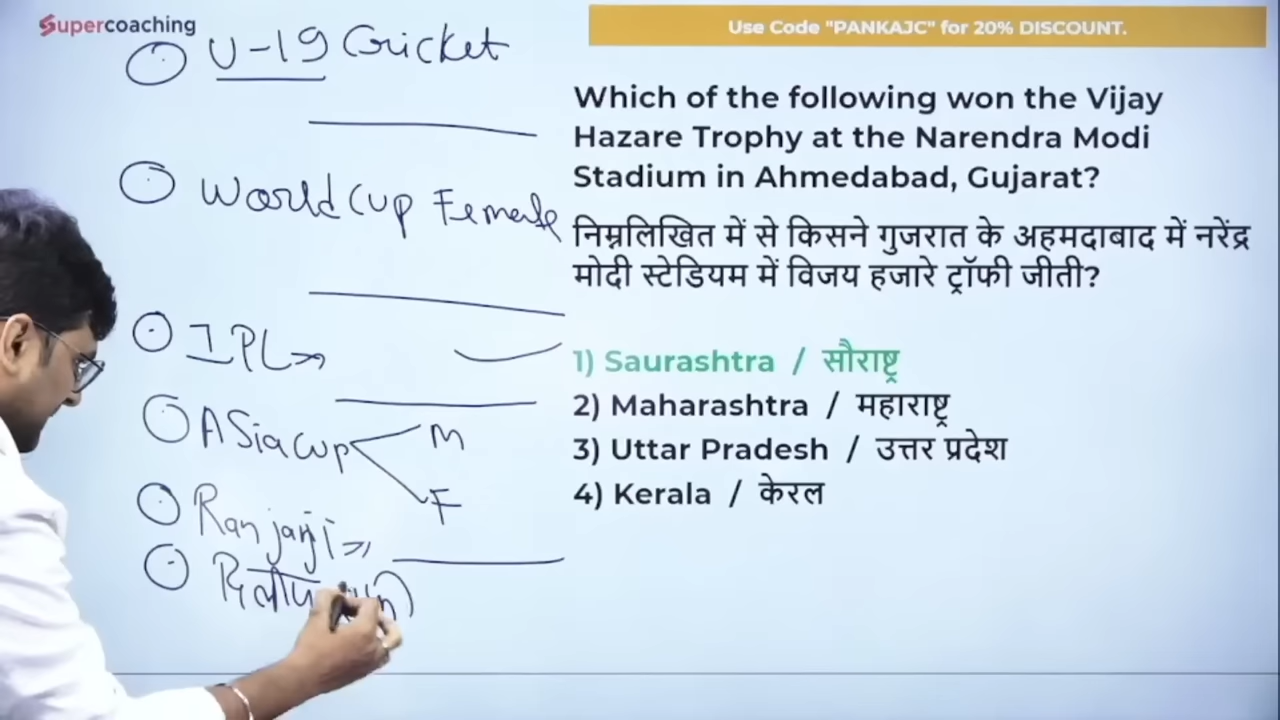 Supercoaching
Use Code "PANKAJC" for 20% DISCOUNT.
U-19 Cricket
World Cup Female
IPL
Asia Cup
M
F
Ranjanji
Which of the following won the Vijay
Hazare Trophy at the Narendra Modi
Stadium in Ahmedabad, Gujarat?
निम्नलिखित में से किसने गुजरात के अहमदाबाद में नरेंद्र
मोदी स्टेडियम में विजय हजारे ट्रॉफी जीती?
1) Saurashtra / सौराष्ट्र
2) Maharashtra / महाराष्ट्र
3) Uttar Pradesh / उत्तर प्रदेश
4) Kerala / केरल